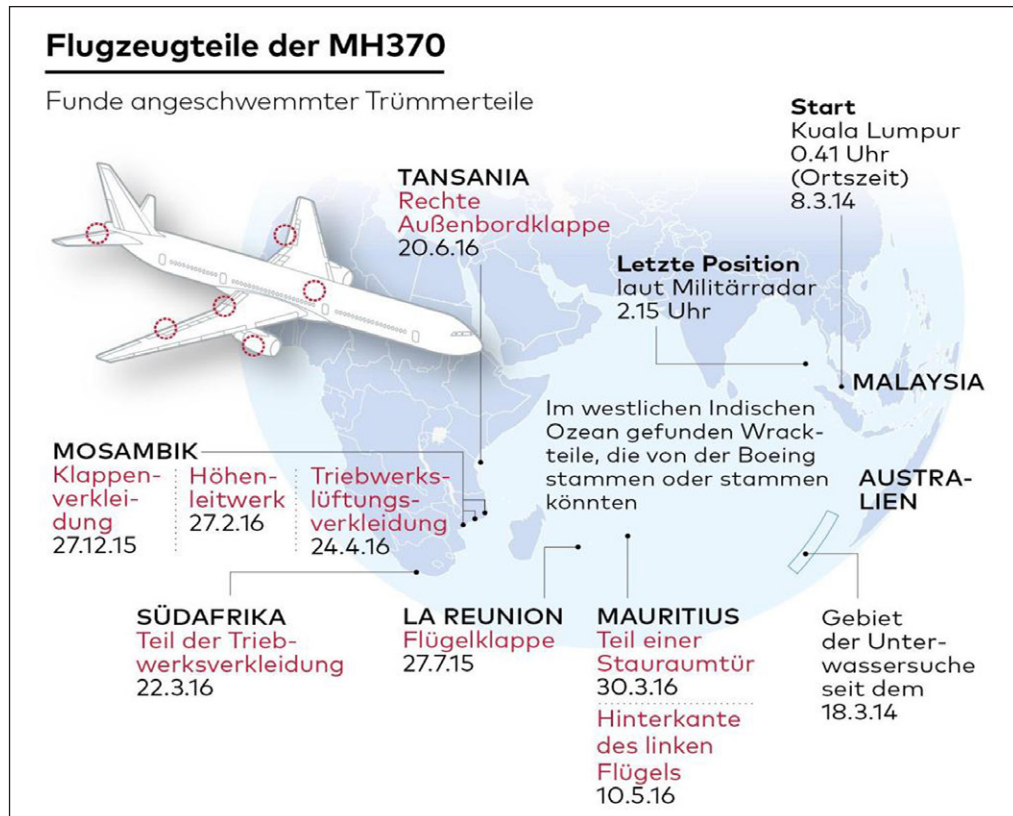 Flugzeugteile der MH370
Funde angeschwemmter Trümmerteile
Start
Kuala Lumpur
0.41 Uhr
(Ortszeit)
8.3.14
TANSANIA
Rechte
Außenbordklappe
20.6.16
Letzte Position
laut Militärradar
2.15 Uhr
MALAYSIA
Im westlichen Indischen
Ozean gefunden Wrack-
teile, die von der Boeing
stammen oder stammen
könnten
AUSTRA-
LIEN
MOSAMBIK
Klappen-
verklei-
dung
27.12.15
Höhen-
leitwerk
27.2.16
Triebwerks-
lüftungs-
verkleidung
24.4.16
SÜDAFRIKA
Teil der Trieb-
werksverkleidung
22.3.16
LA REUNION
Flügelklappe
27.7.15
MAURITIUS
Teil einer
Stauraumtür
30.3.16
Hinterkante
des linken
Flügels
10.5.16
Gebiet
der Unter-
wassersuche
seit dem
18.3.14